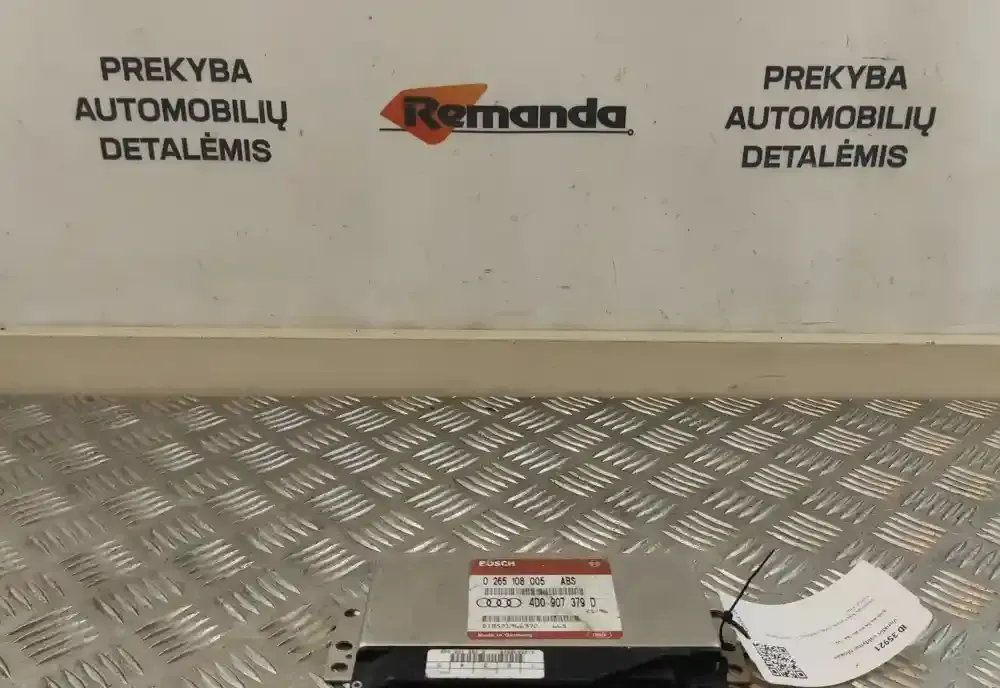 PREKYBA
AUTOMOBILIŲ
DETALĖMIS
Remanda
PREKYBA
AUTOMOBILIŲ
DETALĖMIS
BOSCH
0 265 108 005 ABS
4D0 907 379 D
Made in Germany
ID 35921